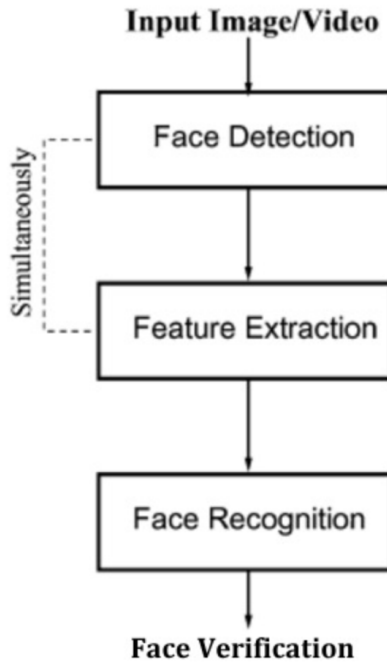 Input Image/Video
Face Detection
Simultaneously
Feature Extraction
Face Recognition
Face Verification